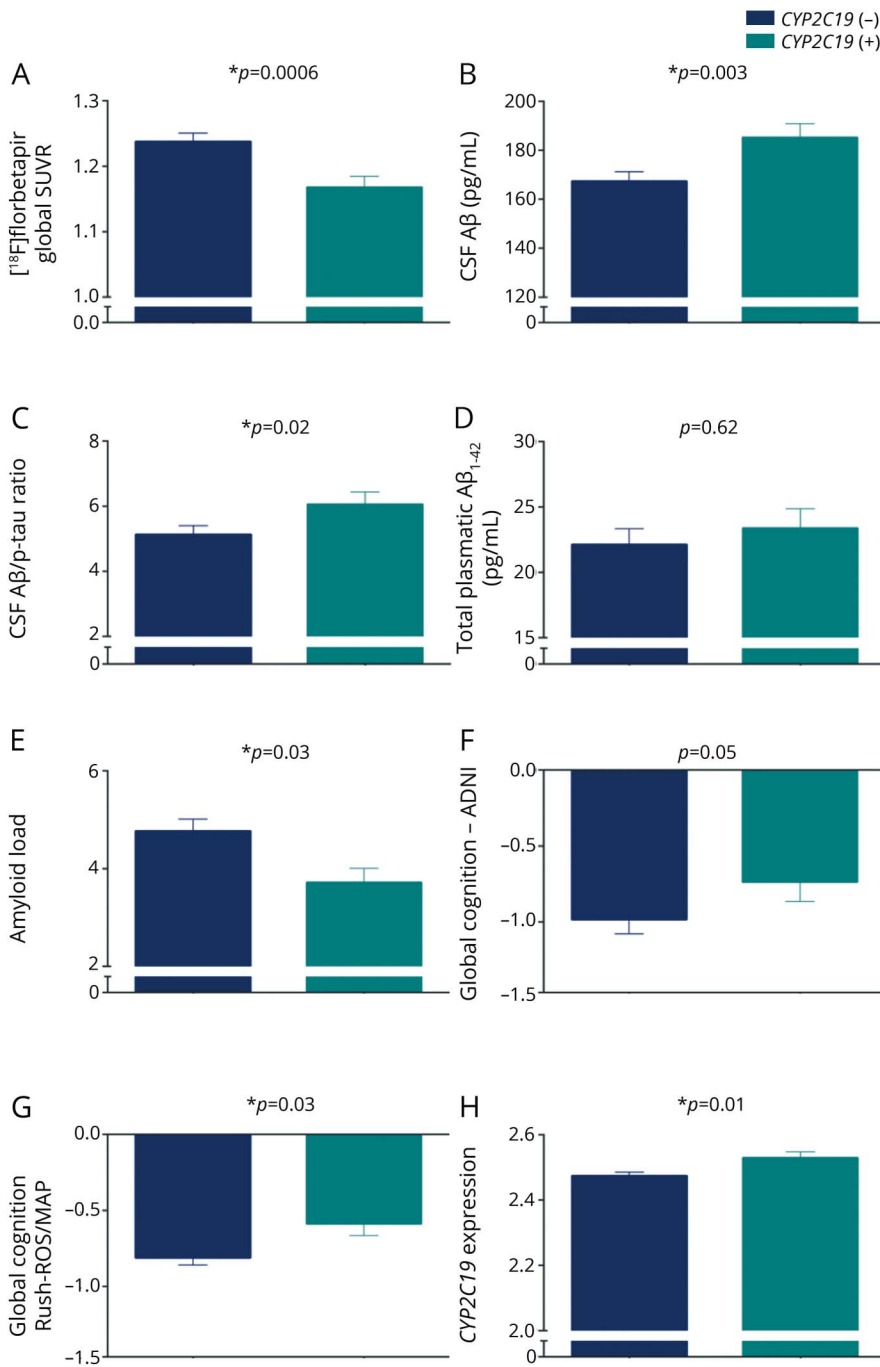 CYP2C19 (–)
CYP2C19 (+)
A
*p=0.0006
[¹⁸F]florbetapir
global SUVR
1.3
1.2
1.1
1.0
0.0
B
*p=0.003
CSF Aβ (pg/mL)
200
180
160
140
120
0
C
*p=0.02
CSF Aβ/p-tau ratio
8
6
4
2
0
D
p=0.62
Total plasmatic Aβ₁₋₄₂
(pg/mL)
30
25
20
15
0
E
*p=0.03
Amyloid load
6
4
2
0
F
p=0.05
Global cognition – ADNI
0.0
–0.5
–1.0
–1.5
G
*p=0.03
Global cognition
Rush-ROS/MAP
0.0
–0.5
–1.0
–1.5
H
*p=0.01
CYP2C19 expression
2.6
2.4
2.2
2.0
0